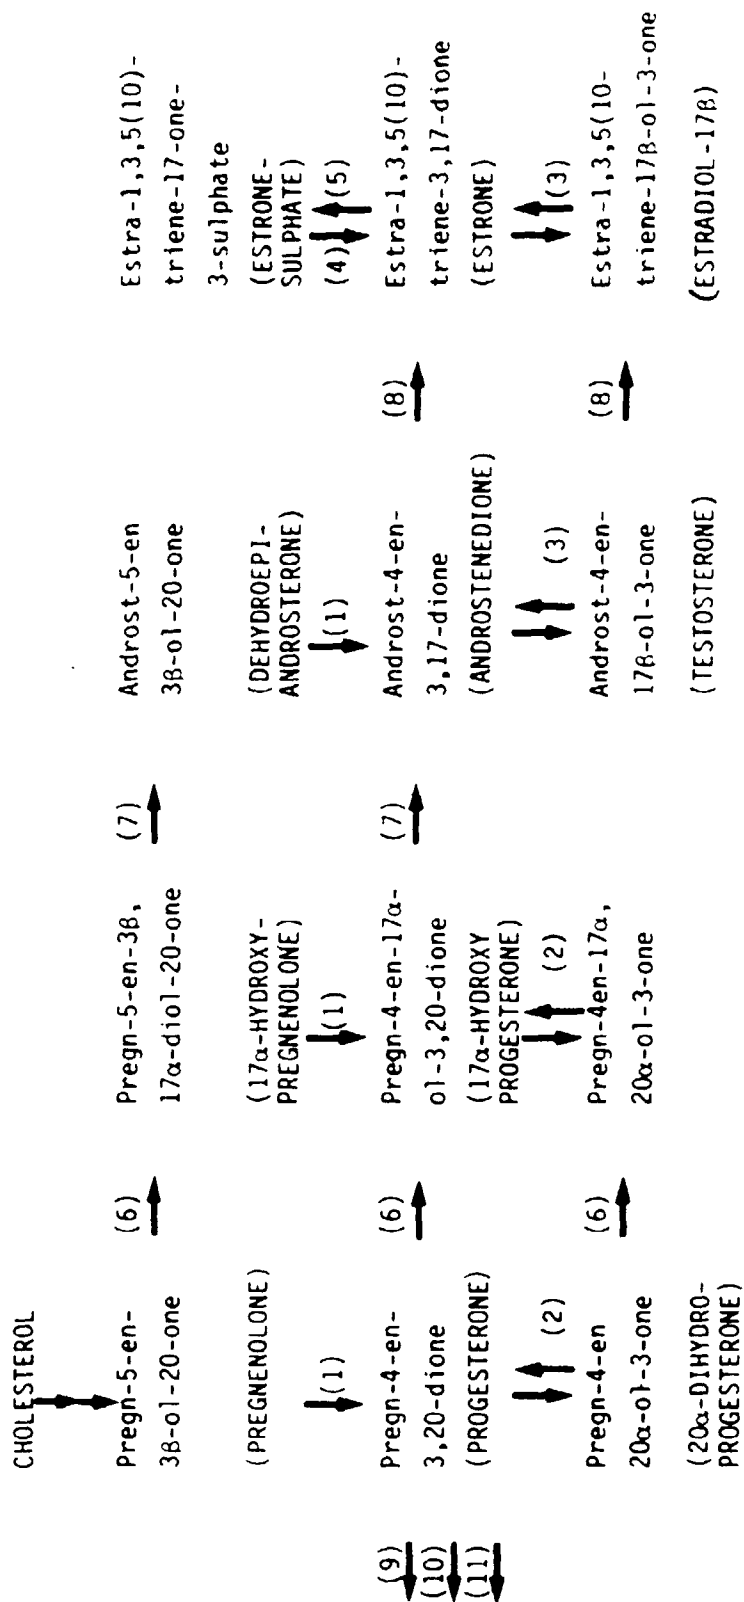 CHOLESTEROL
Pregn-5-en-
3β-ol-20-one
(PREGNENOLONE)
(1)
Pregn-4-en-
3,20-dione
(PROGESTERONE)
(2)
Pregn-4-en
20α-ol-3-one
(20α-DIHYDRO-
PROGESTERONE)
(9)
(10)
(11)
(6)
(6)
(6)
Pregn-5-en-3β,
17α-diol-20-one
(17α-HYDROXY-
PREGNENOLONE)
(1)
Pregn-4-en-17α-
ol-3,20-dione
(17α-HYDROXY
PROGESTERONE)
(2)
Pregn-4en-17α,
20α-ol-3-one
(7)
(7)
Androst-5-en
3β-ol-20-one
(DEHYDROEPI-
ANDROSTERONE)
(1)
Androst-4-en-
3,17-dione
(ANDROSTENEDIONE)
(3)
Androst-4-en-
17β-ol-3-one
(TESTOSTERONE)
(8)
(8)
Estra-1,3,5(10)-
triene-17-one-
3-sulphate
(ESTRONE-
SULPHATE)
(4)
(5)
Estra-1,3,5(10)-
triene-3,17-dione
(ESTRONE)
(3)
Estra-1,3,5(10-
triene-17β-ol-3-one
(ESTRADIOL-17β)